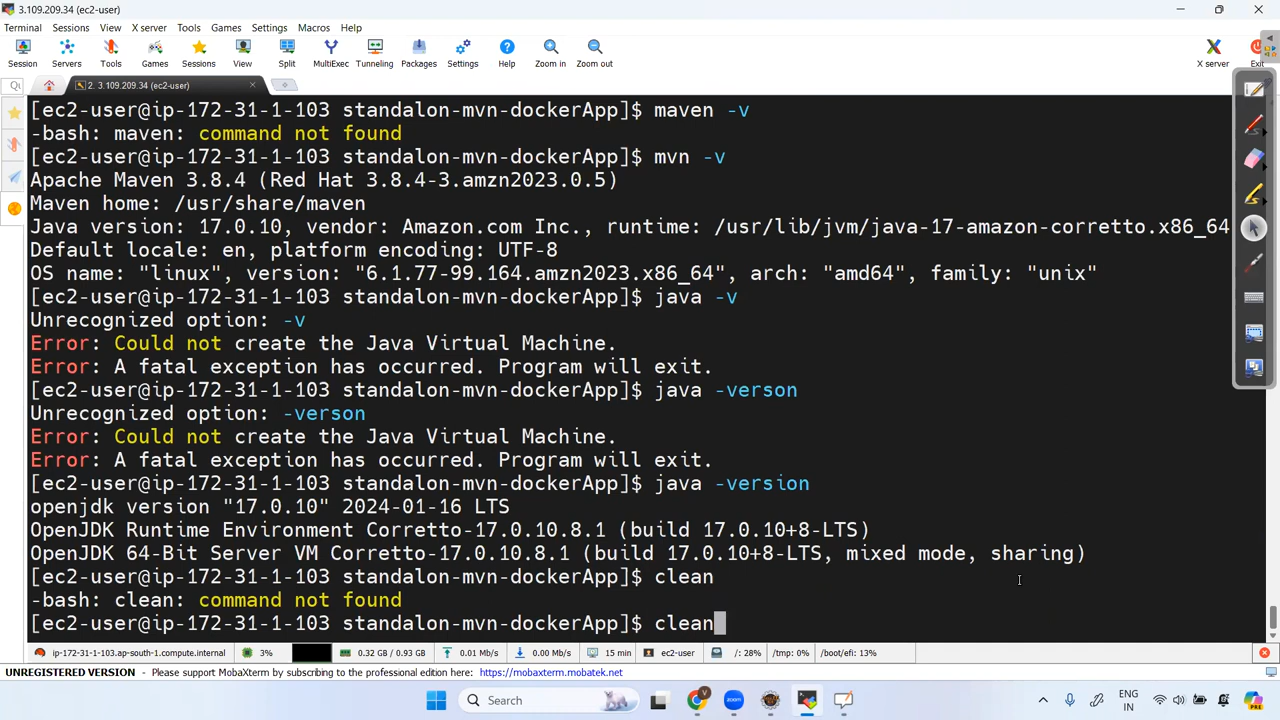 3.109.209.34 (ec2-user)
Terminal Sessions View X server Tools Games Settings Macros Help
Session Servers Tools Games Sessions View Split MultiExec Tunneling Packages Settings Help Zoom in Zoom out X server Exit
2. 3.109.209.34 (ec2-user)
[ec2-user@ip-172-31-1-103 standalon-mvn-dockerApp]$ maven -v
-bash: maven: command not found
[ec2-user@ip-172-31-1-103 standalon-mvn-dockerApp]$ mvn -v
Apache Maven 3.8.4 (Red Hat 3.8.4-3.amzn2023.0.5)
Maven home: /usr/share/maven
Java version: 17.0.10, vendor: Amazon.com Inc., runtime: /usr/lib/jvm/java-17-amazon-corretto.x86_64
Default locale: en, platform encoding: UTF-8
OS name: "linux", version: "6.1.77-99.164.amzn2023.x86_64", arch: "amd64", family: "unix"
[ec2-user@ip-172-31-1-103 standalon-mvn-dockerApp]$ java -v
Unrecognized option: -v
Error: Could not create the Java Virtual Machine.
Error: A fatal exception has occurred. Program will exit.
[ec2-user@ip-172-31-1-103 standalon-mvn-dockerApp]$ java -verson
Unrecognized option: -verson
Error: Could not create the Java Virtual Machine.
Error: A fatal exception has occurred. Program will exit.
[ec2-user@ip-172-31-1-103 standalon-mvn-dockerApp]$ java -version
openjdk version "17.0.10" 2024-01-16 LTS
OpenJDK Runtime Environment Corretto-17.0.10.8.1 (build 17.0.10+8-LTS)
OpenJDK 64-Bit Server VM Corretto-17.0.10.8.1 (build 17.0.10+8-LTS, mixed mode, sharing)
[ec2-user@ip-172-31-1-103 standalon-mvn-dockerApp]$ clean
-bash: clean: command not found
[ec2-user@ip-172-31-1-103 standalon-mvn-dockerApp]$ clean
ip-172-31-1-103.ap-south-1.compute.internal 3% 0.32 GB / 0.93 GB 0.01 Mb/s 0.00 Mb/s 15 min ec2-user /: 28% /tmp: 0% /boot/efi: 13%
UNREGISTERED VERSION - Please support MobaXterm by subscribing to the professional edition here: https://mobaxterm.mobatek.net
Search ENG
IN